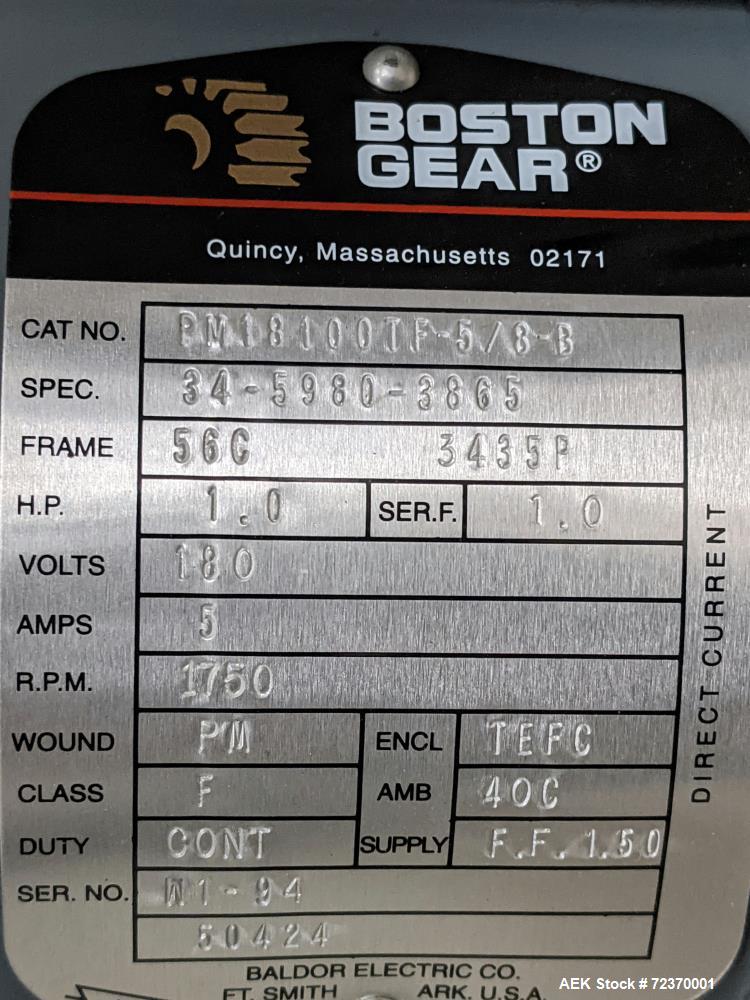 BOSTON
GEAR®
Quincy, Massachusetts 02171
CAT NO. PM18100TF-5/8-B
SPEC. 34-5980-3865
FRAME 56C 3435P
H.P. 1.0 SER.F. 1.0
VOLTS 180
AMPS 5
R.P.M. 1750
WOUND PM ENCL TEFC
CLASS F AMB 40C
DUTY CONT SUPPLY F.F. 1.50
SER. NO. W1-94
50424
DIRECT CURRENT
BALDOR ELECTRIC CO.
FT. SMITH ARK. U.S.A.
AEK Stock # 72370001